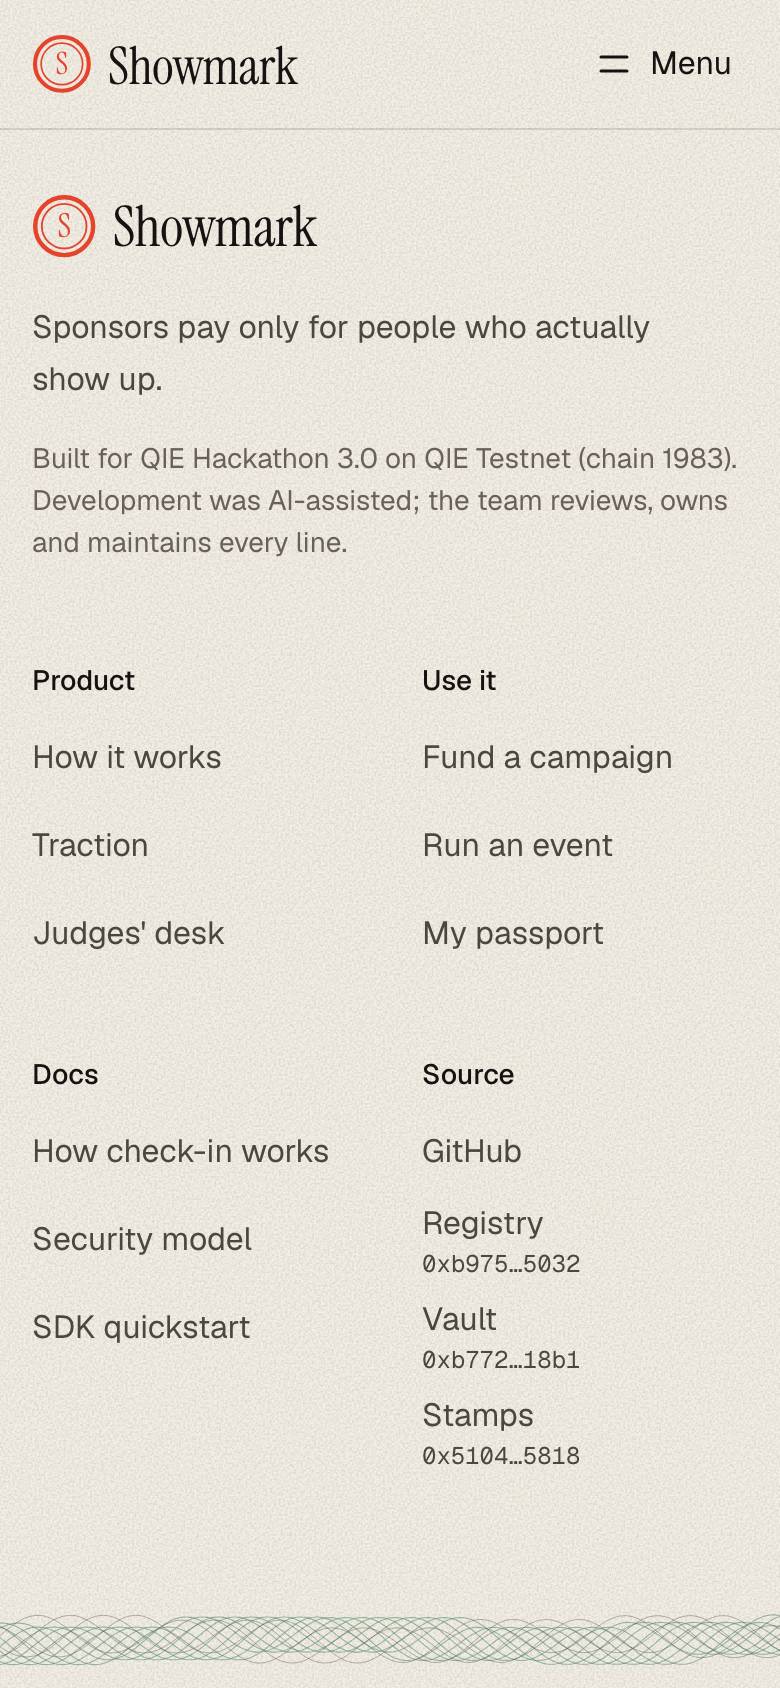 S Showmark
Menu
S Showmark
Sponsors pay only for people who actually
show up.
Built for QIE Hackathon 3.0 on QIE Testnet (chain 1983).
Development was AI-assisted; the team reviews, owns
and maintains every line.
Product
How it works
Traction
Judges' desk
Use it
Fund a campaign
Run an event
My passport
Docs
How check-in works
Security model
SDK quickstart
Source
GitHub
Registry
0xb975…5032
Vault
0xb772…18b1
Stamps
0x5104…5818